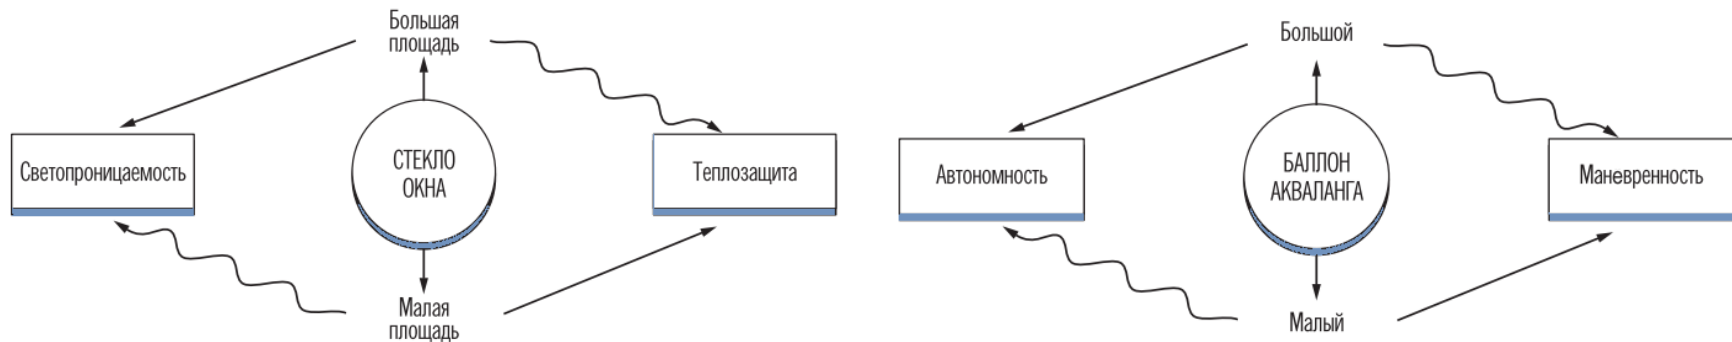 Большая
площадь
Светопроницаемость
СТЕКЛО
ОКНА
Теплозащита
Малая
площадь
Большой
Автономность
БАЛЛОН
АКВАЛАНГА
Маневренность
Малый